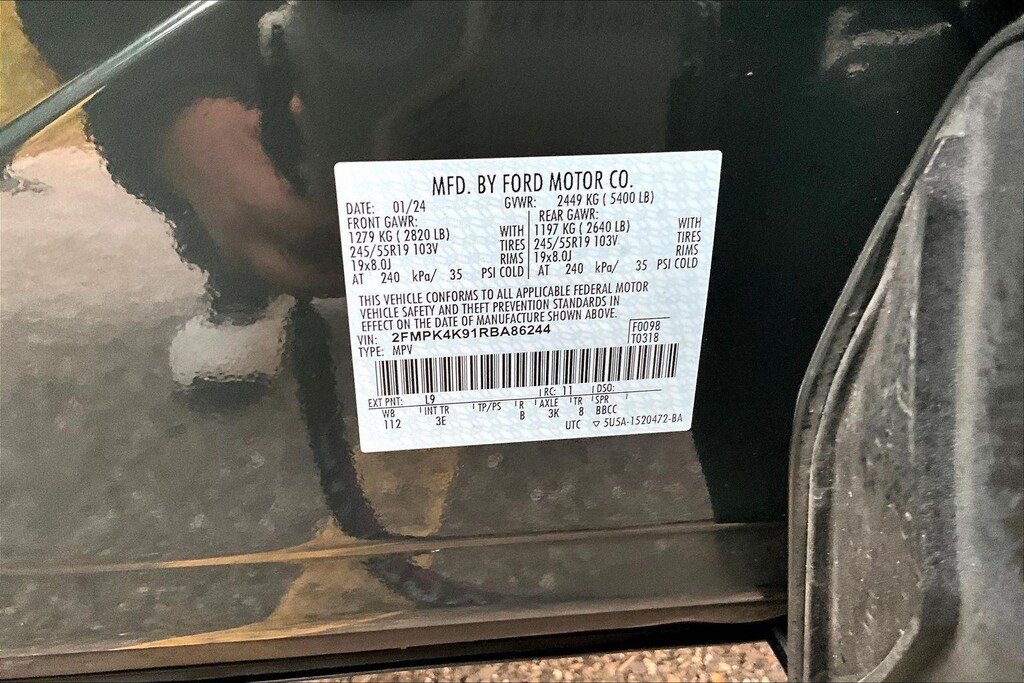 MFD. BY FORD MOTOR CO.
DATE: 01/24 GVWR: 2449 KG ( 5400 LB)
FRONT GAWR: REAR GAWR:
1279 KG ( 2820 LB) WITH 1197 KG ( 2640 LB) WITH
245/55R19 103V TIRES 245/55R19 103V TIRES
19x8.0J RIMS 19x8.0J RIMS
AT 240 kPa/ 35 PSI COLD AT 240 kPa/ 35 PSI COLD
THIS VEHICLE CONFORMS TO ALL APPLICABLE FEDERAL MOTOR
VEHICLE SAFETY AND THEFT PREVENTION STANDARDS IN
EFFECT ON THE DATE OF MANUFACTURE SHOWN ABOVE.
VIN: 2FMPK4K91RBA86244 F0098
TYPE: MPV T0318
EXT PNT: L9 RC: 11 DSO:
WB INT TR TP/PS R AXLE TR SPR
112 3E B 3K 8 BBCC
UTC ▽ 5U5A-1520472-BA